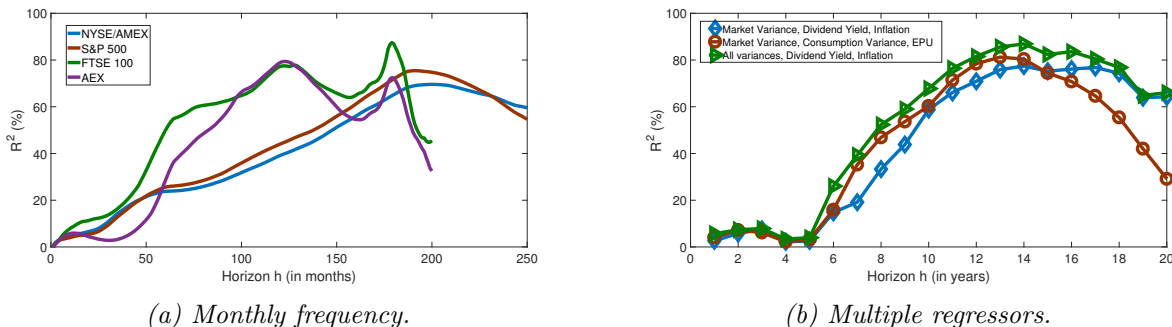 100
80
60
40
20
0
R² (%)
NYSE/AMEX
S&P 500
FTSE 100
AEX
0 50 100 150 200 250
Horizon h (in months)
(a) Monthly frequency.
100
80
60
40
20
0
R² (%)
Market Variance, Dividend Yield, Inflation
Market Variance, Consumption Variance, EPU
All variances, Dividend Yield, Inflation
0 2 4 6 8 10 12 14 16 18 20
Horizon h (in years)
(b) Multiple regressors.